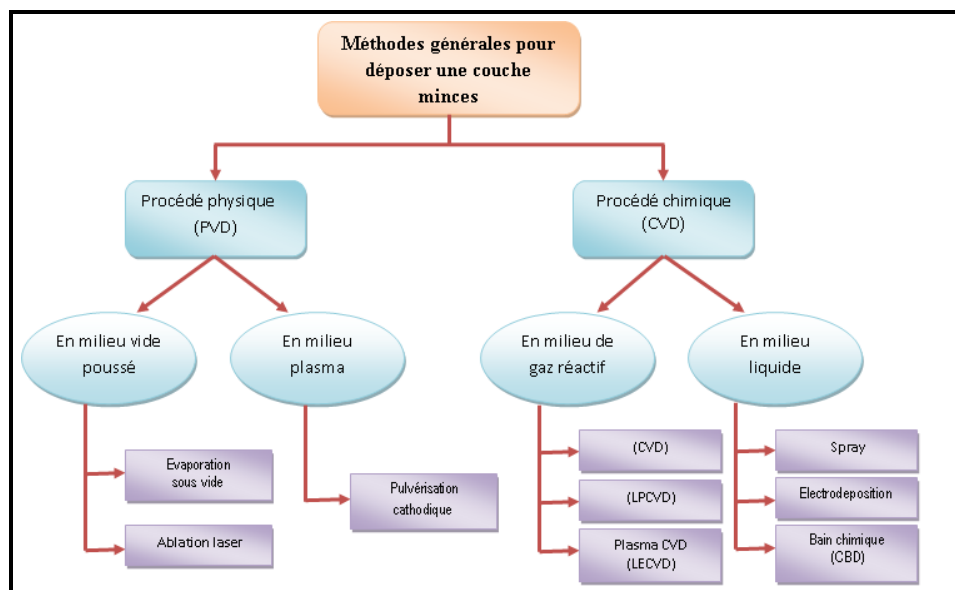 Méthodes générales pour
déposer une couche
minces
Procédé physique
(PVD)
Procédé chimique
(CVD)
En milieu vide
poussé
En milieu
plasma
En milieu de
gaz réactif
En milieu
liquide
Evaporation
sous vide
Ablation laser
Pulvérisation
cathodique
(CVD)
(LPCVD)
Plasma CVD
(LECVD)
Spray
Electrodeposition
Bain chimique
(CBD)